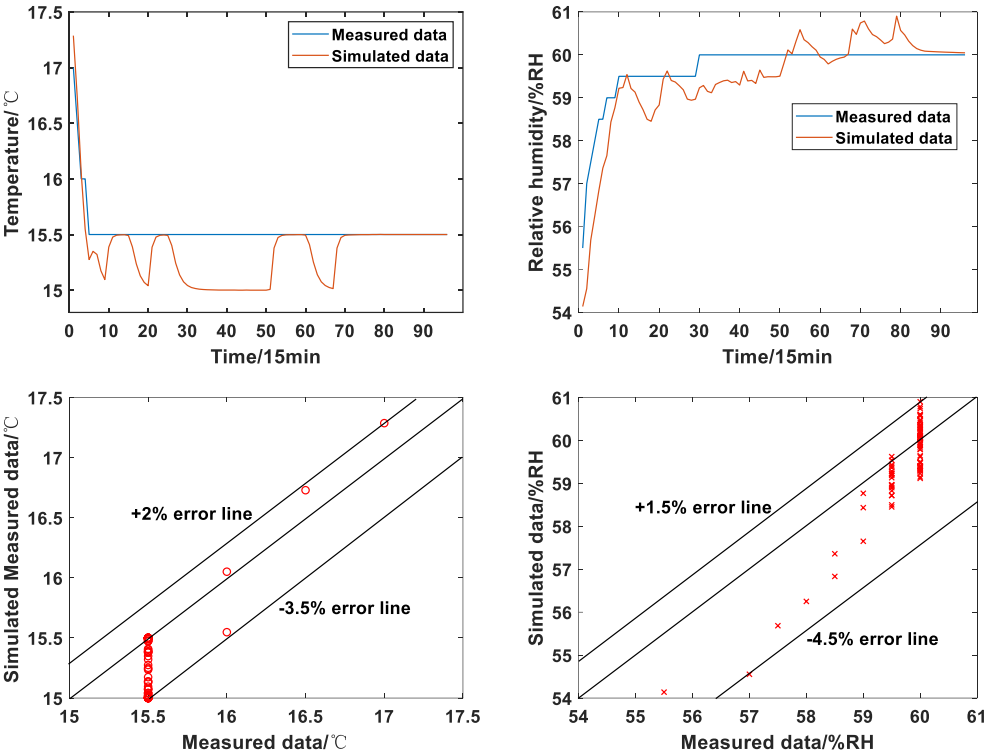 17.5
17
16.5
16
15.5
15
Temperature/℃
Measured data
Simulated data
0 10 20 30 40 50 60 70 80 90
Time/15min
61
60
59
58
57
56
55
54
Relative humidity/%RH
Measured data
Simulated data
0 10 20 30 40 50 60 70 80 90
Time/15min
17.5
17
16.5
16
15.5
15
Simulated Measured data/℃
+2% error line
-3.5% error line
15 15.5 16 16.5 17 17.5
Measured data/℃
61
60
59
58
57
56
55
54
Simulated data/%RH
+1.5% error line
-4.5% error line
54 55 56 57 58 59 60 61
Measured data/%RH